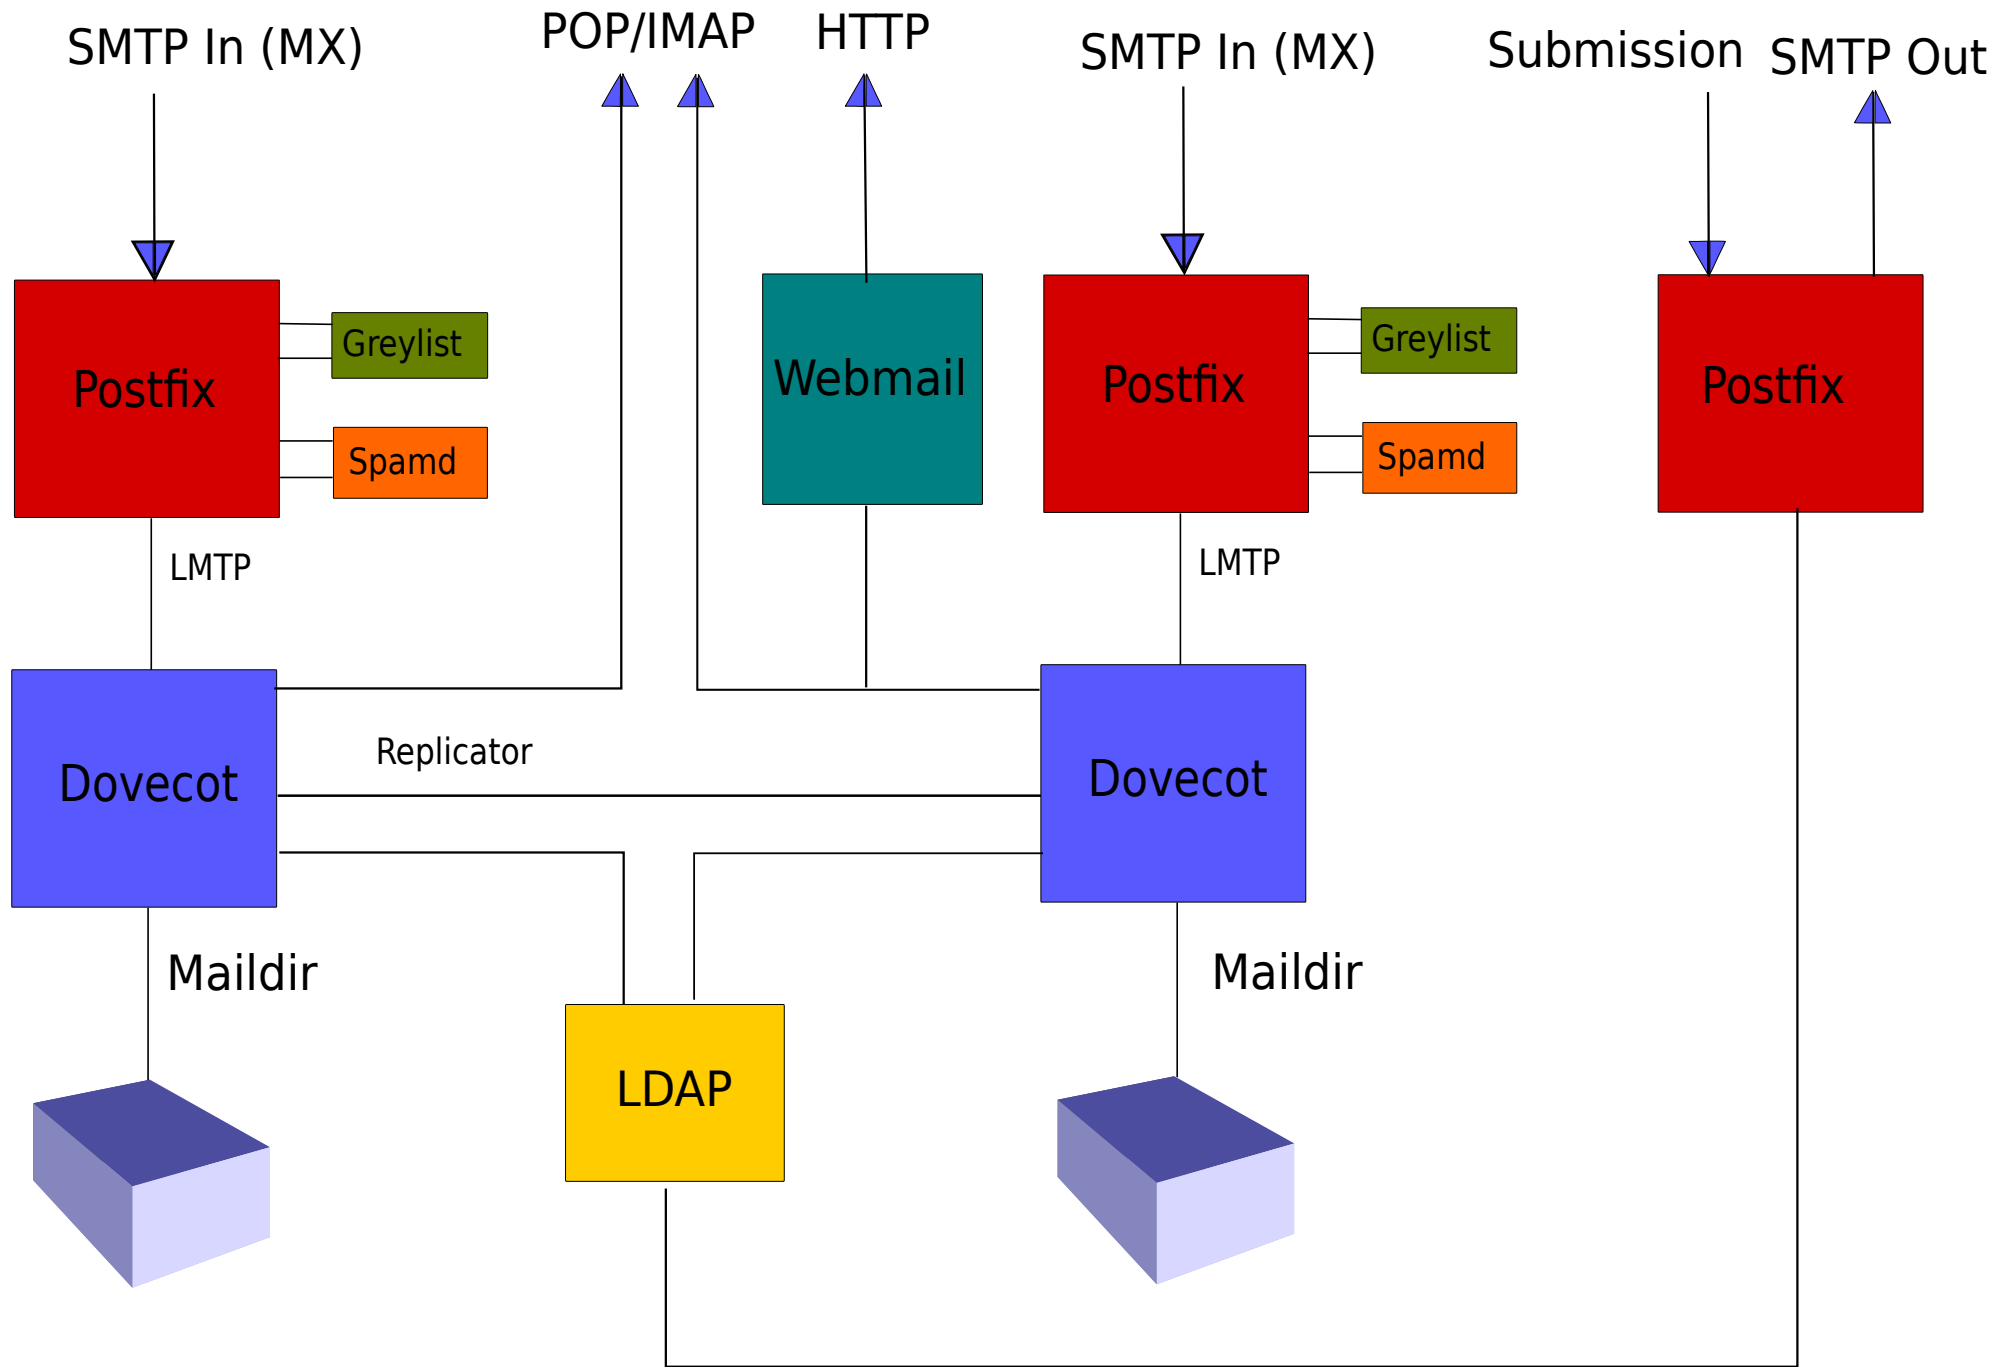 SMTP In (MX)
POP/IMAP
HTTP
SMTP In (MX)
Submission
SMTP Out
Postfix
Greylist
Spamd
Webmail
Postfix
Greylist
Spamd
Postfix
LMTP
LMTP
Dovecot
Replicator
Dovecot
Maildir
Maildir
LDAP